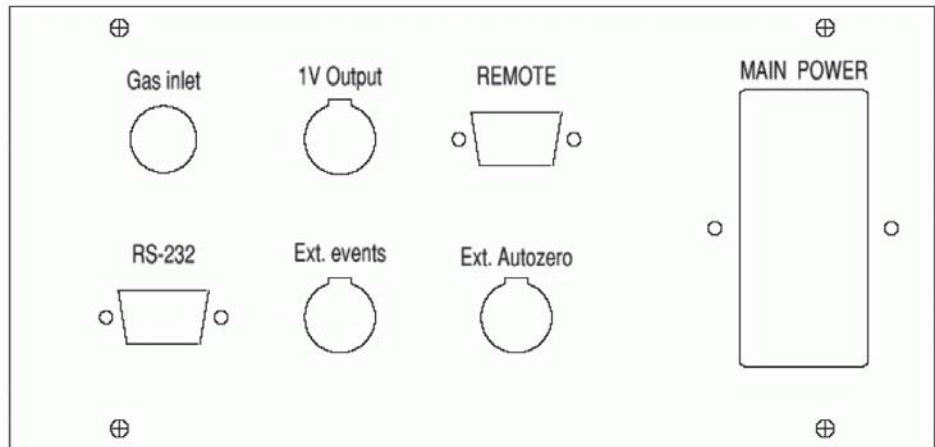 Gas inlet
1V Output
REMOTE
MAIN POWER
RS-232
Ext. events
Ext. Autozero